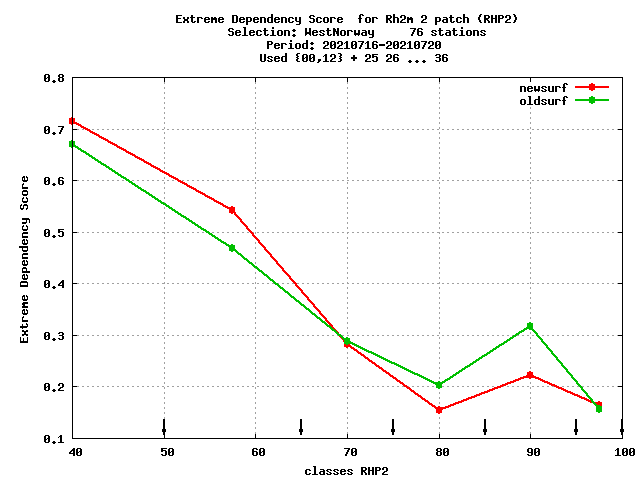 Extreme Dependency Score  for Rh2m 2 patch (RHP2)
Selection: WestNorway     76 stations
Period: 20210716-20210720
Used {00,12} + 25 26 ... 36
newsurf
oldsurf
0.8
0.7
0.6
0.5
0.4
0.3
0.2
0.1
Extreme Dependency Score
40 50 60 70 80 90 100
classes RHP2